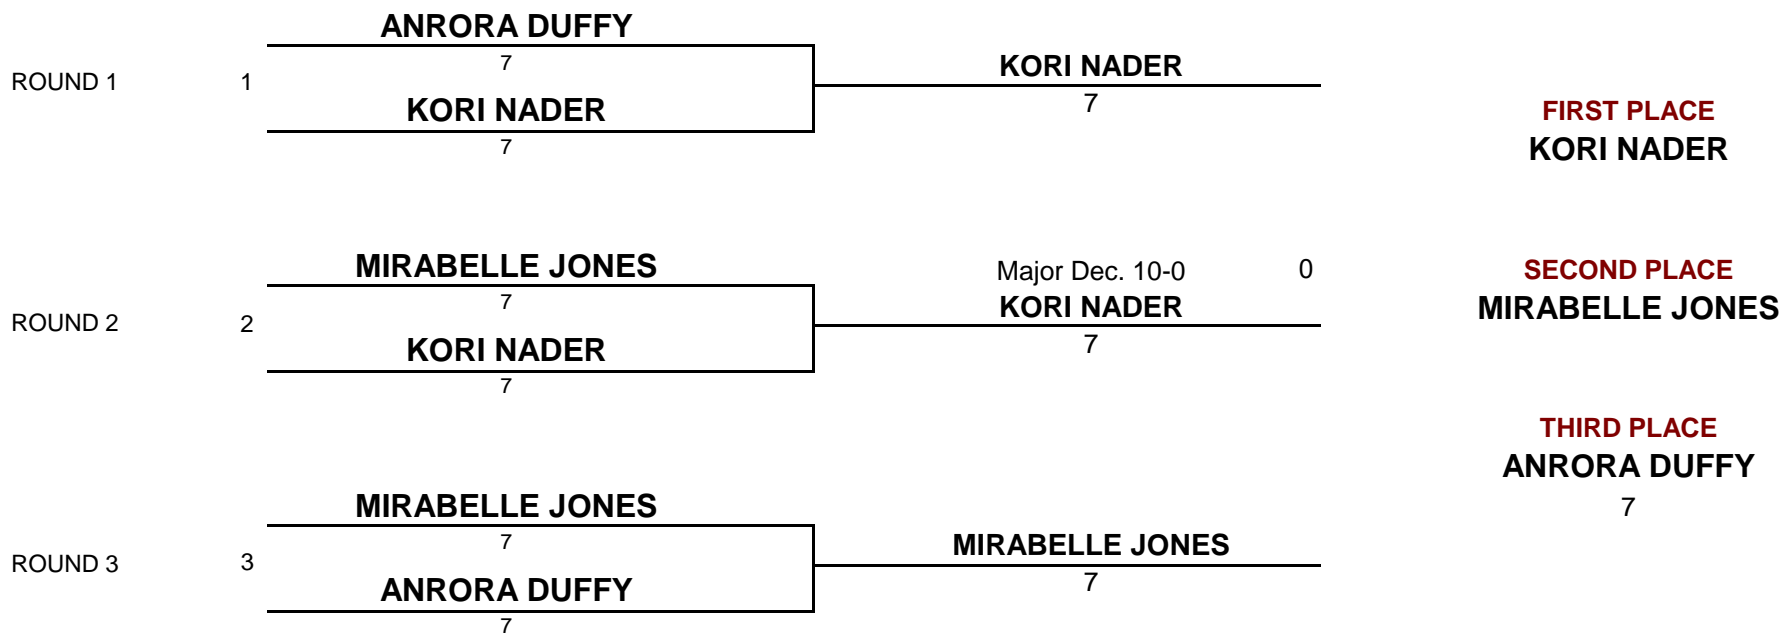 ANRORA DUFFY
7
ROUND 1
1
KORI NADER
7
KORI NADER
7
FIRST PLACE
KORI NADER
MIRABELLE JONES
7
ROUND 2
2
KORI NADER
7
Major Dec. 10-0 0
KORI NADER
7
SECOND PLACE
MIRABELLE JONES
THIRD PLACE
ANRORA DUFFY
7
MIRABELLE JONES
7
ROUND 3
3
ANRORA DUFFY
7
MIRABELLE JONES
7